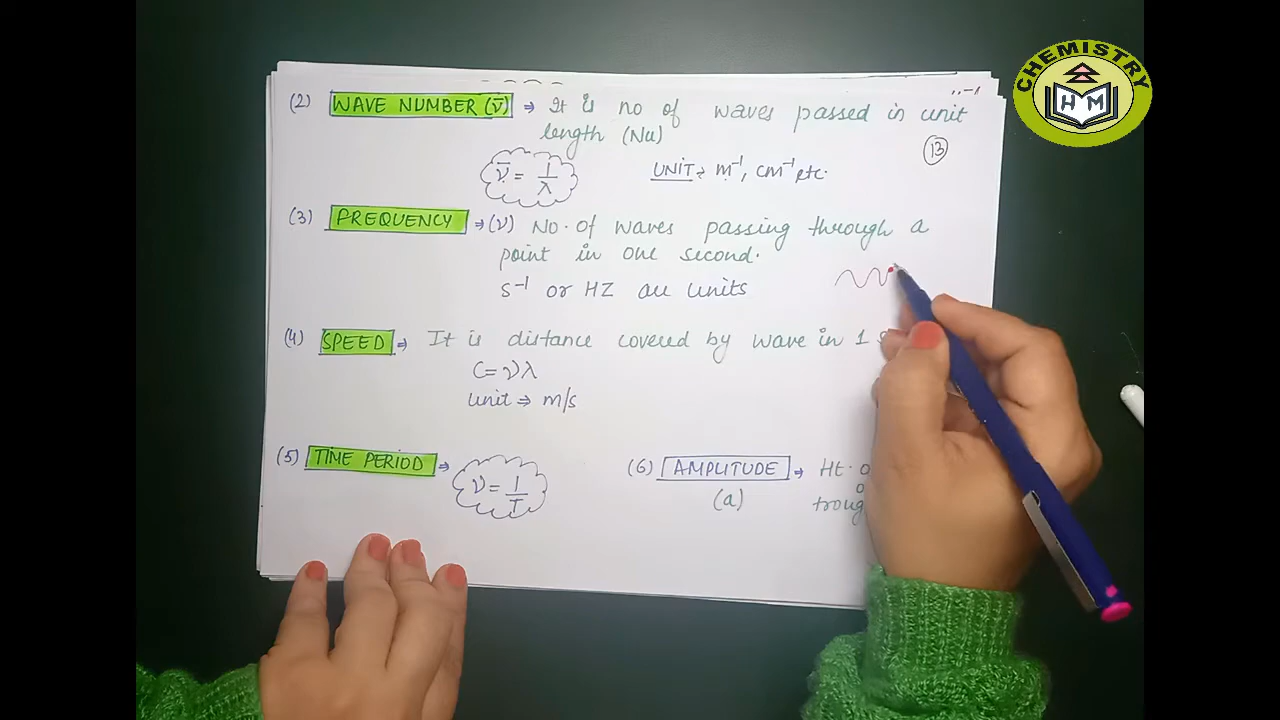 CHEMISTRY
HM
(2) WAVE NUMBER (ν̅) ⇒ It is no of waves passed in unit
length (Nu)
13
ν̅ = 1/λ
UNIT ⇒ m⁻¹, cm⁻¹ etc.
(3) FREQUENCY ⇒ (ν) No. of waves passing through a
point in one second.
s⁻¹ or HZ are units
(4) SPEED ⇒ It is distance covered by wave in 1
C = νλ
unit ⇒ m/s
(5) TIME PERIOD ⇒ ν = 1/T
(6) AMPLITUDE ⇒ Ht.
(a)